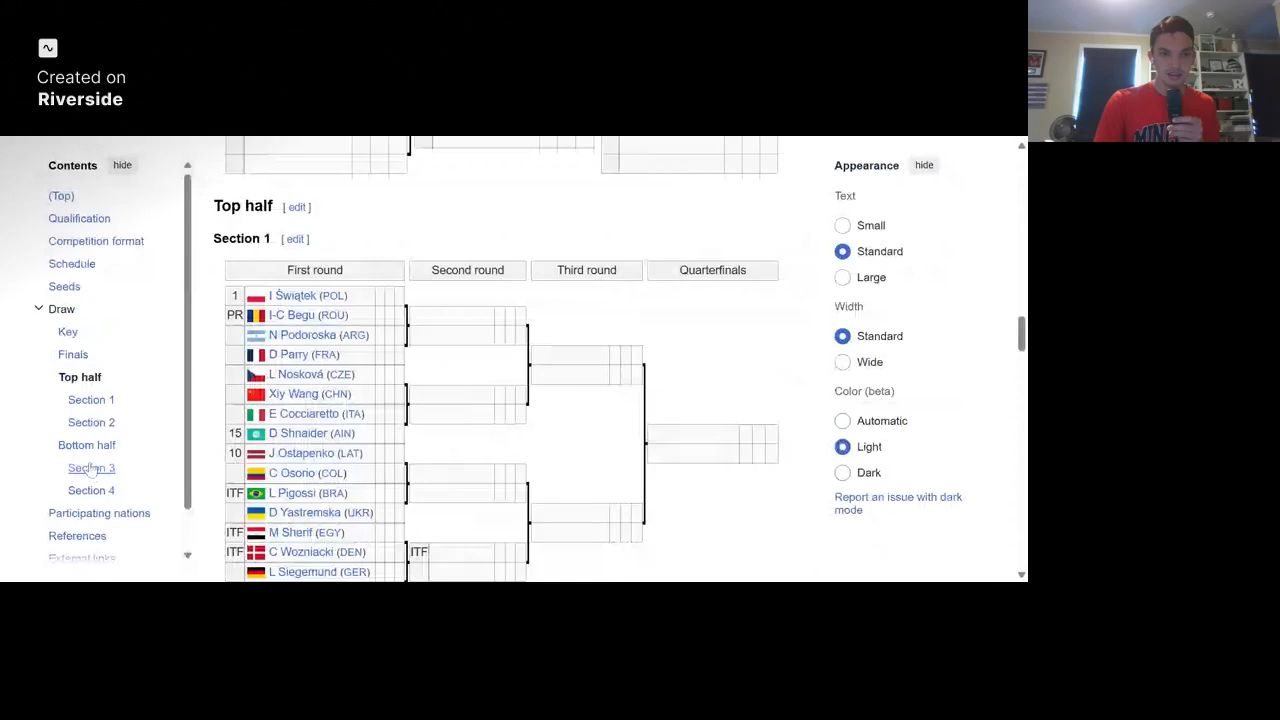 Created on
Riverside
MIN
Contents hide
(Top)
Qualification
Competition format
Schedule
Seeds
Draw
Key
Finals
Top half
Section 1
Section 2
Bottom half
Section 3
Section 4
Participating nations
References
External links
Top half [ edit ]
Section 1 [ edit ]
First round Second round Third round Quarterfinals
1 I Świątek (POL)
PR I-C Begu (ROU)
N Podoroska (ARG)
D Parry (FRA)
L Nosková (CZE)
Xiy Wang (CHN)
E Cocciaretto (ITA)
15 D Shnaider (AIN)
10 J Ostapenko (LAT)
C Osorio (COL)
ITF L Pigossi (BRA)
D Yastremska (UKR)
ITF M Sherif (EGY)
ITF C Wozniacki (DEN) ITF
L Siegemund (GER)
Appearance hide
Text
Small
Standard
Large
Width
Standard
Wide
Color (beta)
Automatic
Light
Dark
Report an issue with dark
mode